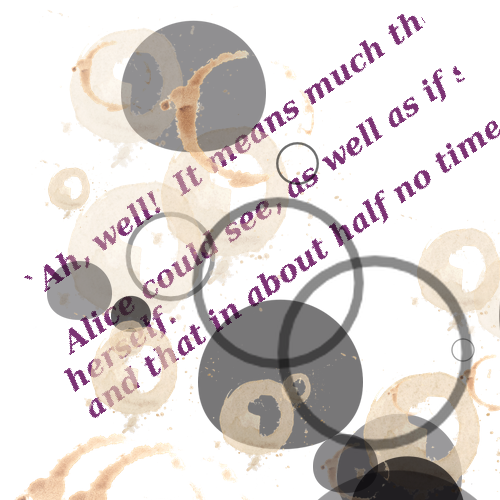 `Ah, well! It means much th
Alice could see, as well as if s
herself.
and that in about half no time